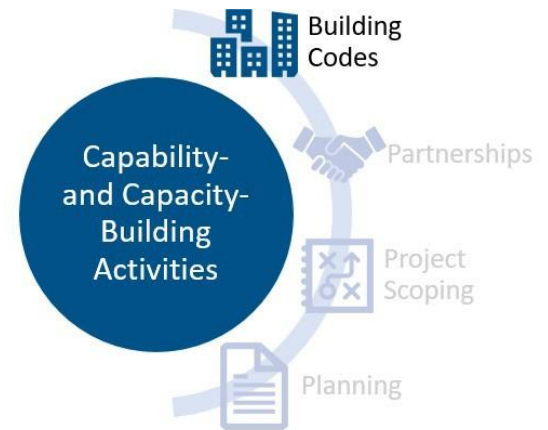 Building
Codes
Capability-
and Capacity-
Building
Activities
Partnerships
Project
Scoping
Planning